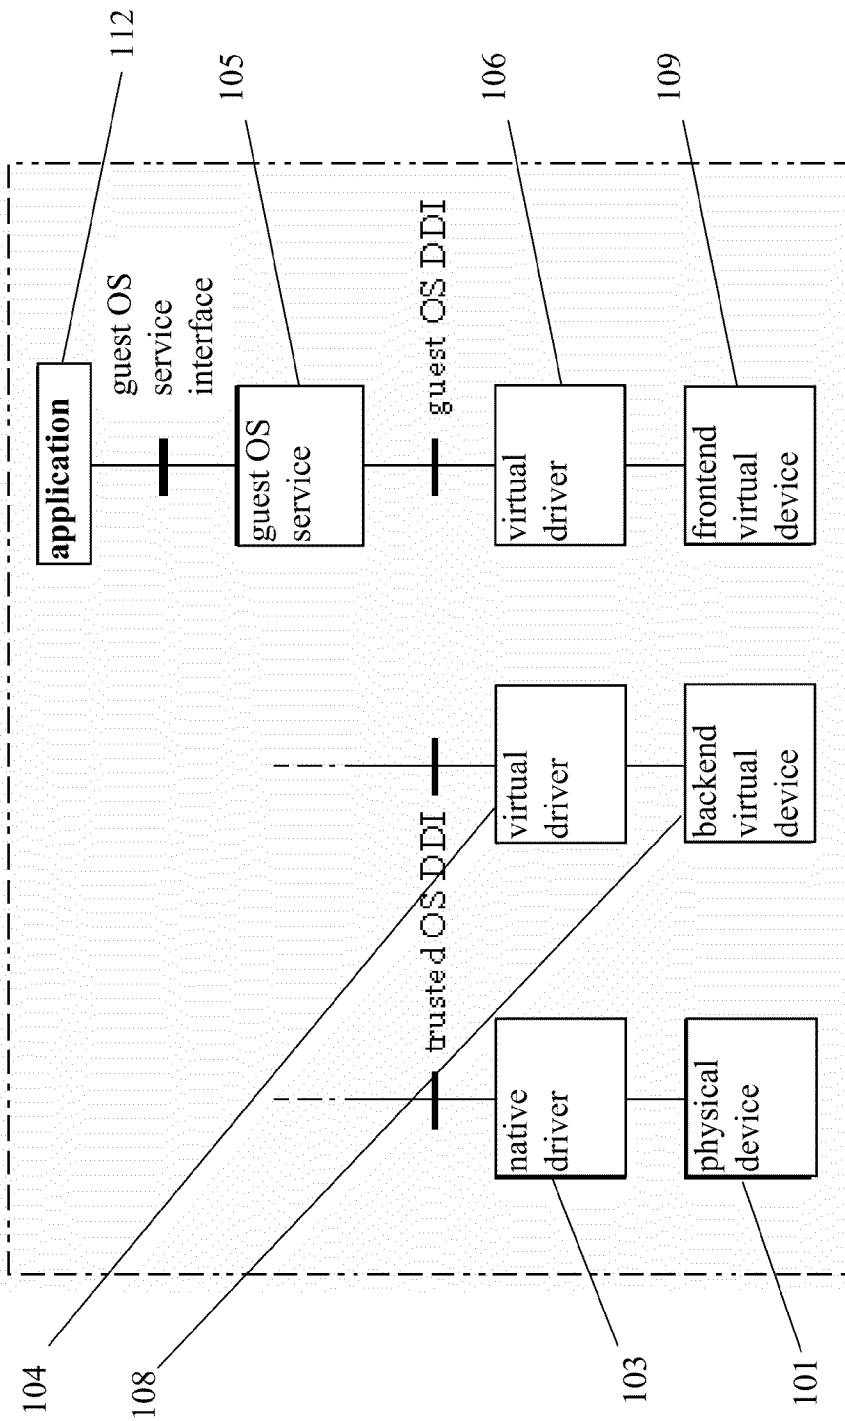 104
108
103
101
native
driver
physical
device
trusted OS DDI
virtual
driver
backend
virtual
device
application
guest OS
service
interface
guest OS
service
guest OS DDI
virtual
driver
frontend
virtual
device
112
105
106
109